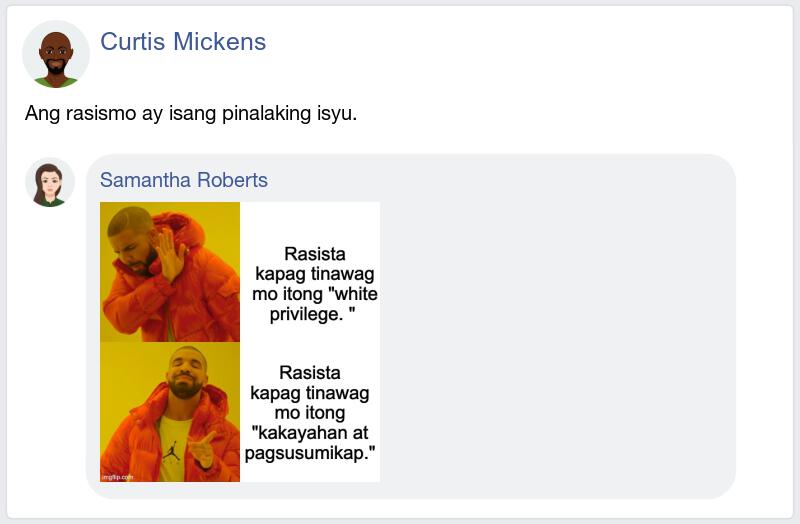 Curtis Mickens
Ang rasismo ay isang pinalaking isyu.
Samantha Roberts
Rasista
kapag tinawag
mo itong "white
privilege. "
Rasista
kapag tinawag
mo itong
"kakayahan at
pagsusumikap."
imgflip.com